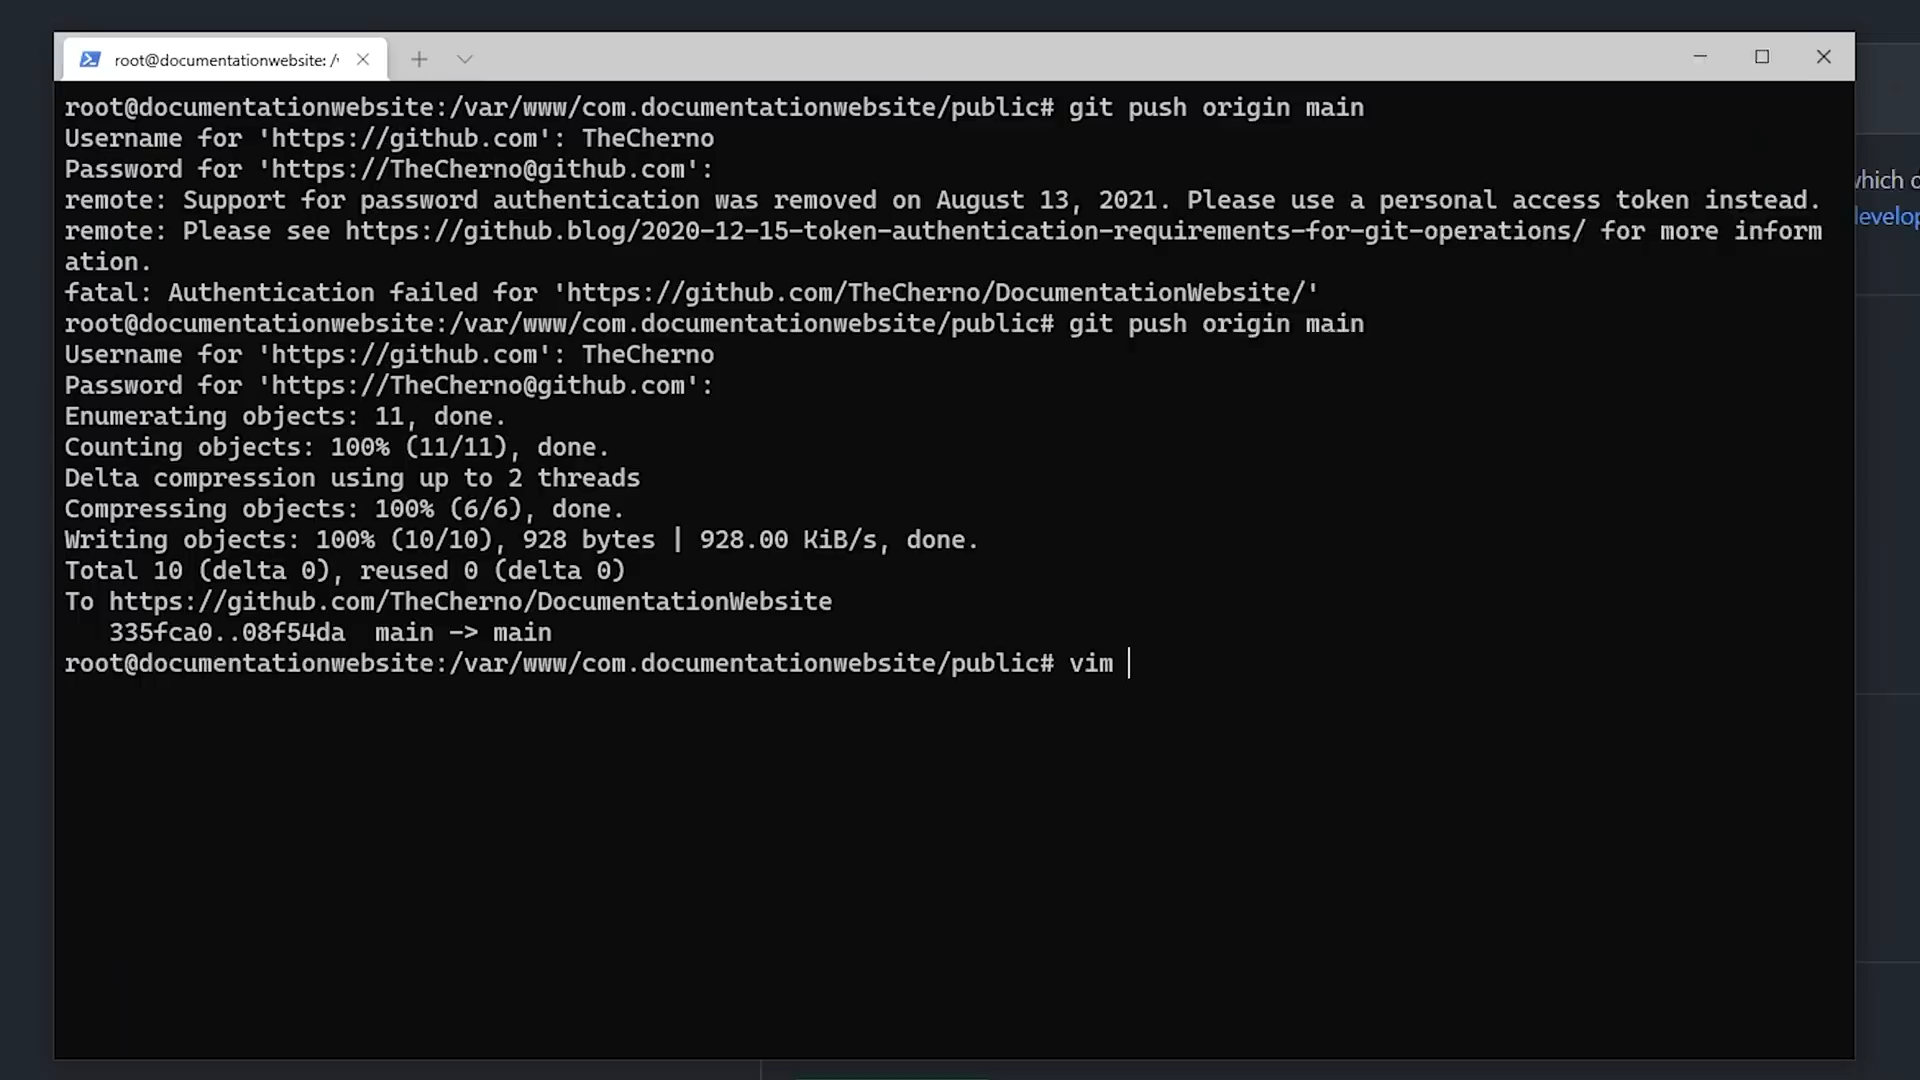 root@documentationwebsite: /
root@documentationwebsite:/var/www/com.documentationwebsite/public# git push origin main
Username for 'https://github.com': TheCherno
Password for 'https://TheCherno@github.com':
remote: Support for password authentication was removed on August 13, 2021. Please use a personal access token instead.
remote: Please see https://github.blog/2020-12-15-token-authentication-requirements-for-git-operations/ for more inform
ation.
fatal: Authentication failed for 'https://github.com/TheCherno/DocumentationWebsite/'
root@documentationwebsite:/var/www/com.documentationwebsite/public# git push origin main
Username for 'https://github.com': TheCherno
Password for 'https://TheCherno@github.com':
Enumerating objects: 11, done.
Counting objects: 100% (11/11), done.
Delta compression using up to 2 threads
Compressing objects: 100% (6/6), done.
Writing objects: 100% (10/10), 928 bytes | 928.00 KiB/s, done.
Total 10 (delta 0), reused 0 (delta 0)
To https://github.com/TheCherno/DocumentationWebsite
   335fca0..08f54da  main -> main
root@documentationwebsite:/var/www/com.documentationwebsite/public# vim